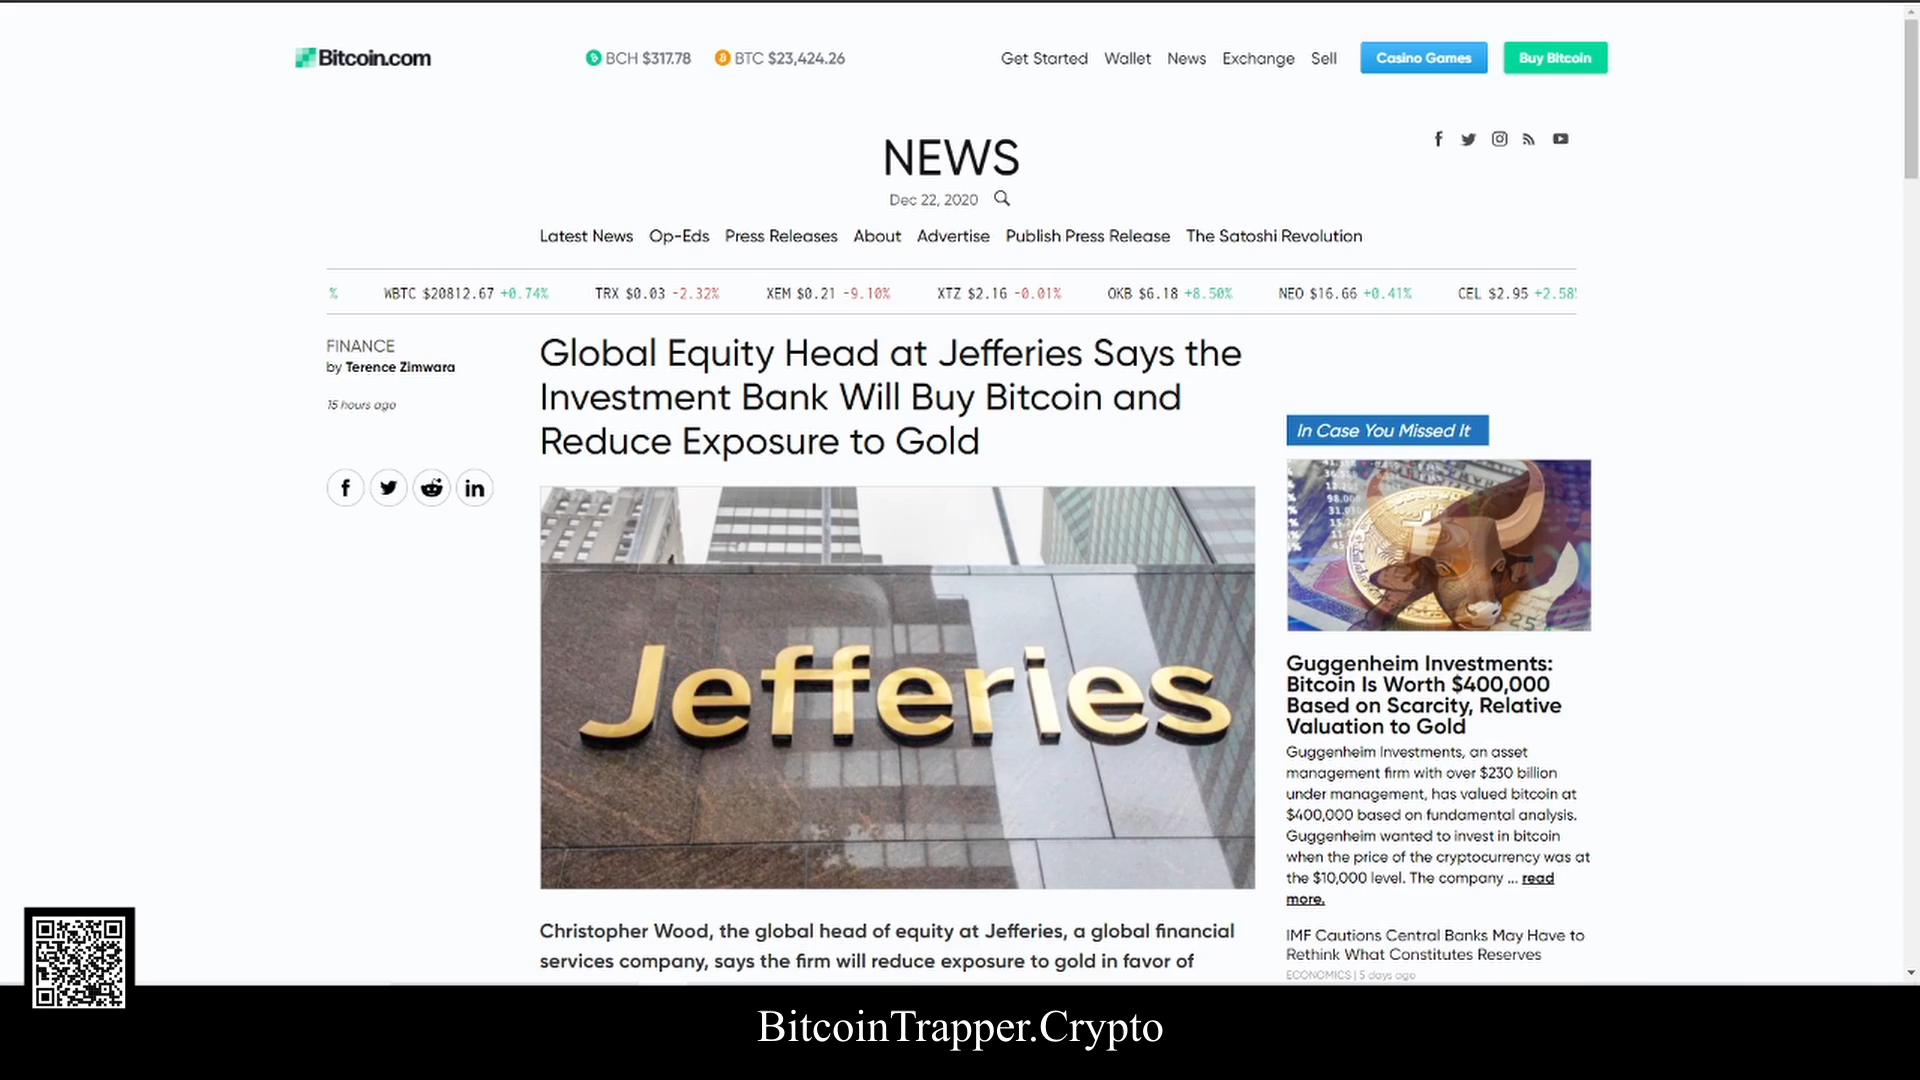 Bitcoin.com
BCH $317.78
BTC $23,424.26
Get Started Wallet News Exchange Sell
Casino Games
Buy Bitcoin
NEWS
Dec 22, 2020
Latest News Op-Eds Press Releases About Advertise Publish Press Release The Satoshi Revolution
% WBTC $20812.67 +0.74% TRX $0.03 -2.32% XEM $0.21 -9.10% XTZ $2.16 -0.01% OKB $6.18 +8.50% NEO $16.66 +0.41% CEL $2.95 +2.58
FINANCE
by Terence Zimwara
15 hours ago
Global Equity Head at Jefferies Says the
Investment Bank Will Buy Bitcoin and
Reduce Exposure to Gold
Jefferies
Christopher Wood, the global head of equity at Jefferies, a global financial
services company, says the firm will reduce exposure to gold in favor of
In Case You Missed It
Guggenheim Investments:
Bitcoin Is Worth $400,000
Based on Scarcity, Relative
Valuation to Gold
Guggenheim Investments, an asset
management firm with over $230 billion
under management, has valued bitcoin at
$400,000 based on fundamental analysis.
Guggenheim wanted to invest in bitcoin
when the price of the cryptocurrency was at
the $10,000 level. The company ... read
more.
IMF Cautions Central Banks May Have to
Rethink What Constitutes Reserves
ECONOMICS | 5 days ago
BitcoinTrapper.Crypto